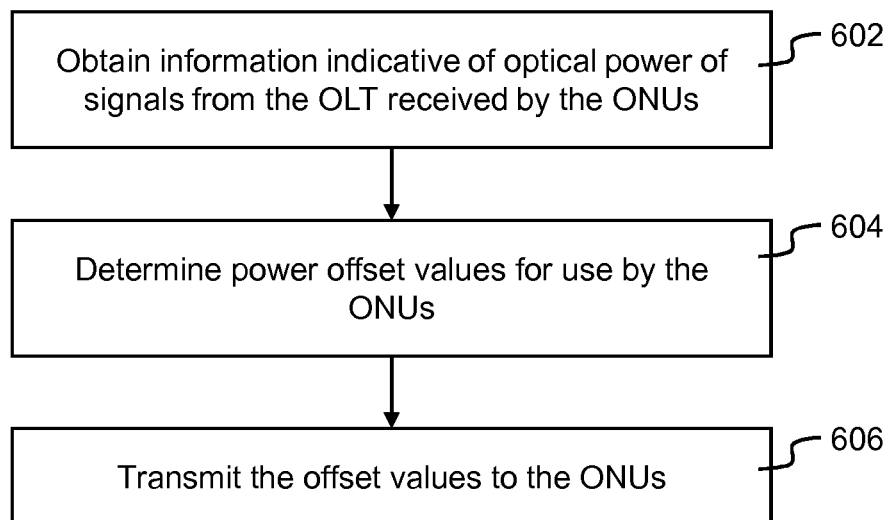 602
Obtain information indicative of optical power of
signals from the OLT received by the ONUs
604
Determine power offset values for use by the
ONUs
606
Transmit the offset values to the ONUs